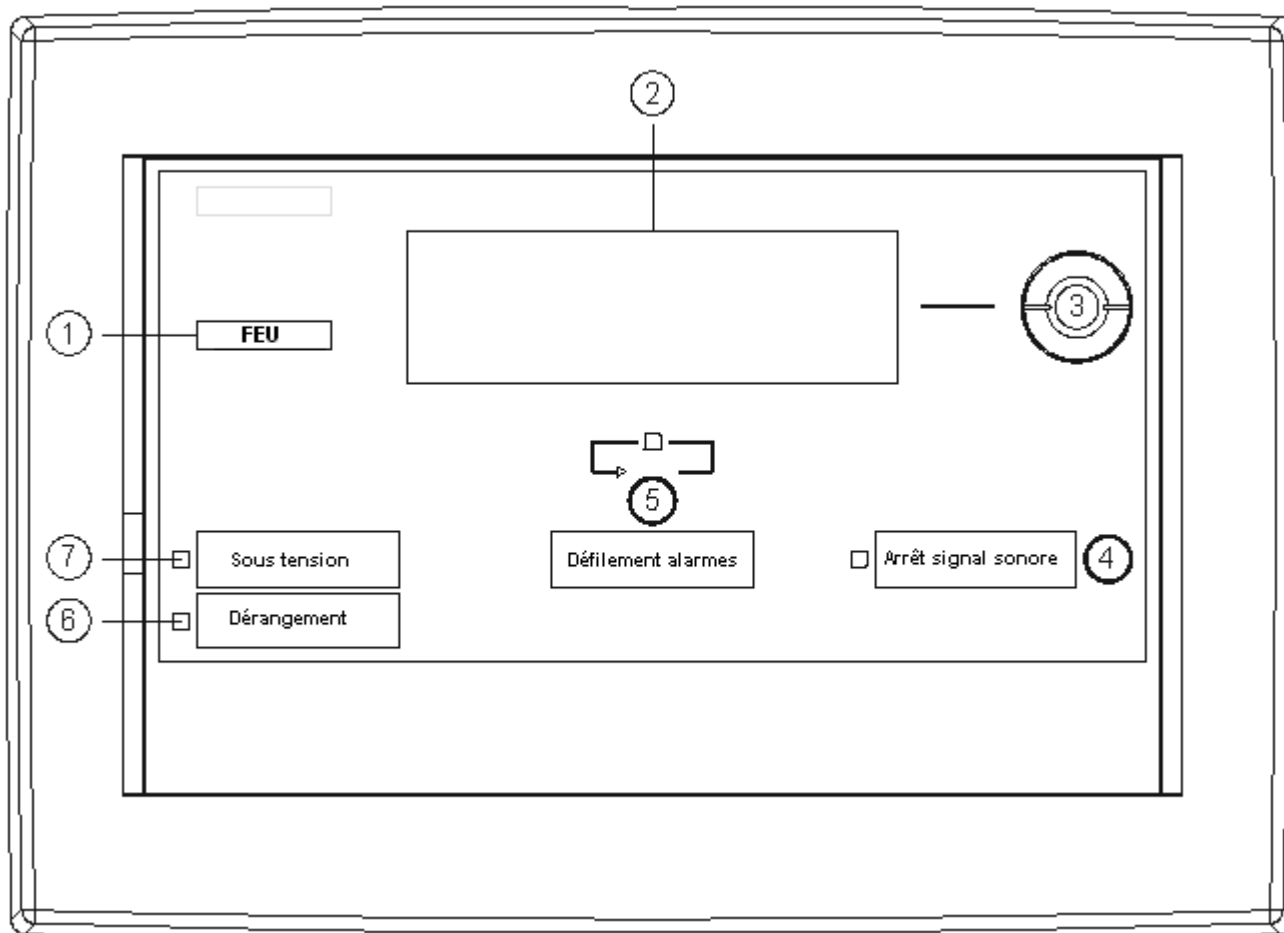 2
1
FEU
3
5
7
Sous tension
Défilement alarmes
Arrêt signal sonore
4
6
Dérangement